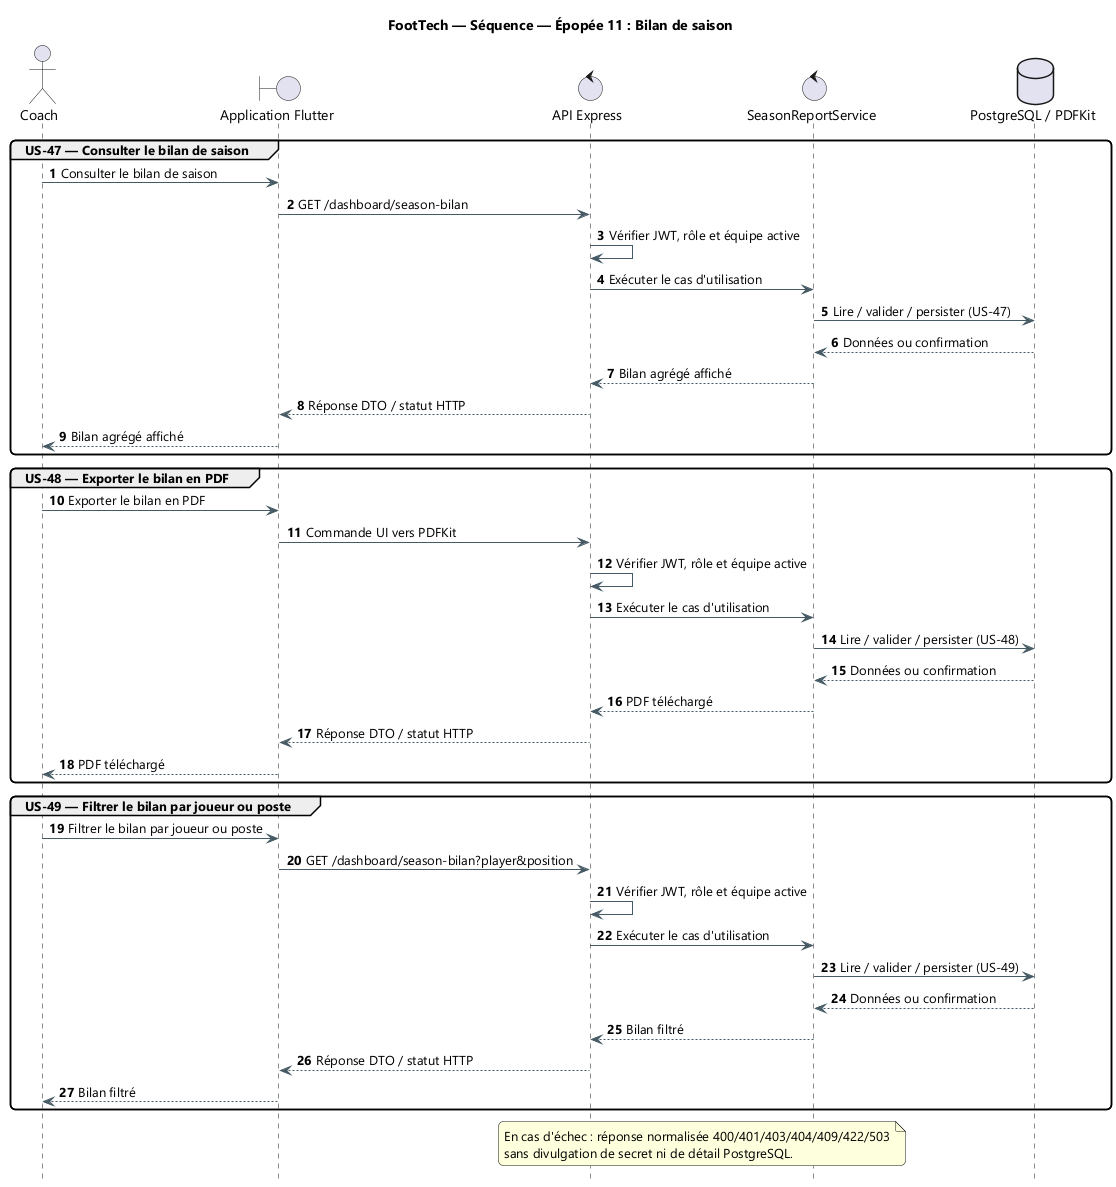 FootTech — Séquence — Épopée 11 : Bilan de saison
Coach
Application Flutter
API Express
SeasonReportService
PostgreSQL / PDFKit
US-47 — Consulter le bilan de saison
1 Consulter le bilan de saison
2 GET /dashboard/season-bilan
3 Vérifier JWT, rôle et équipe active
4 Exécuter le cas d'utilisation
5 Lire / valider / persister (US-47)
6 Données ou confirmation
7 Bilan agrégé affiché
8 Réponse DTO / statut HTTP
9 Bilan agrégé affiché
US-48 — Exporter le bilan en PDF
10 Exporter le bilan en PDF
11 Commande UI vers PDFKit
12 Vérifier JWT, rôle et équipe active
13 Exécuter le cas d'utilisation
14 Lire / valider / persister (US-48)
15 Données ou confirmation
16 PDF téléchargé
17 Réponse DTO / statut HTTP
18 PDF téléchargé
US-49 — Filtrer le bilan par joueur ou poste
19 Filtrer le bilan par joueur ou poste
20 GET /dashboard/season-bilan?player&position
21 Vérifier JWT, rôle et équipe active
22 Exécuter le cas d'utilisation
23 Lire / valider / persister (US-49)
24 Données ou confirmation
25 Bilan filtré
26 Réponse DTO / statut HTTP
27 Bilan filtré
En cas d'échec : réponse normalisée 400/401/403/404/409/422/503
sans divulgation de secret ni de détail PostgreSQL.